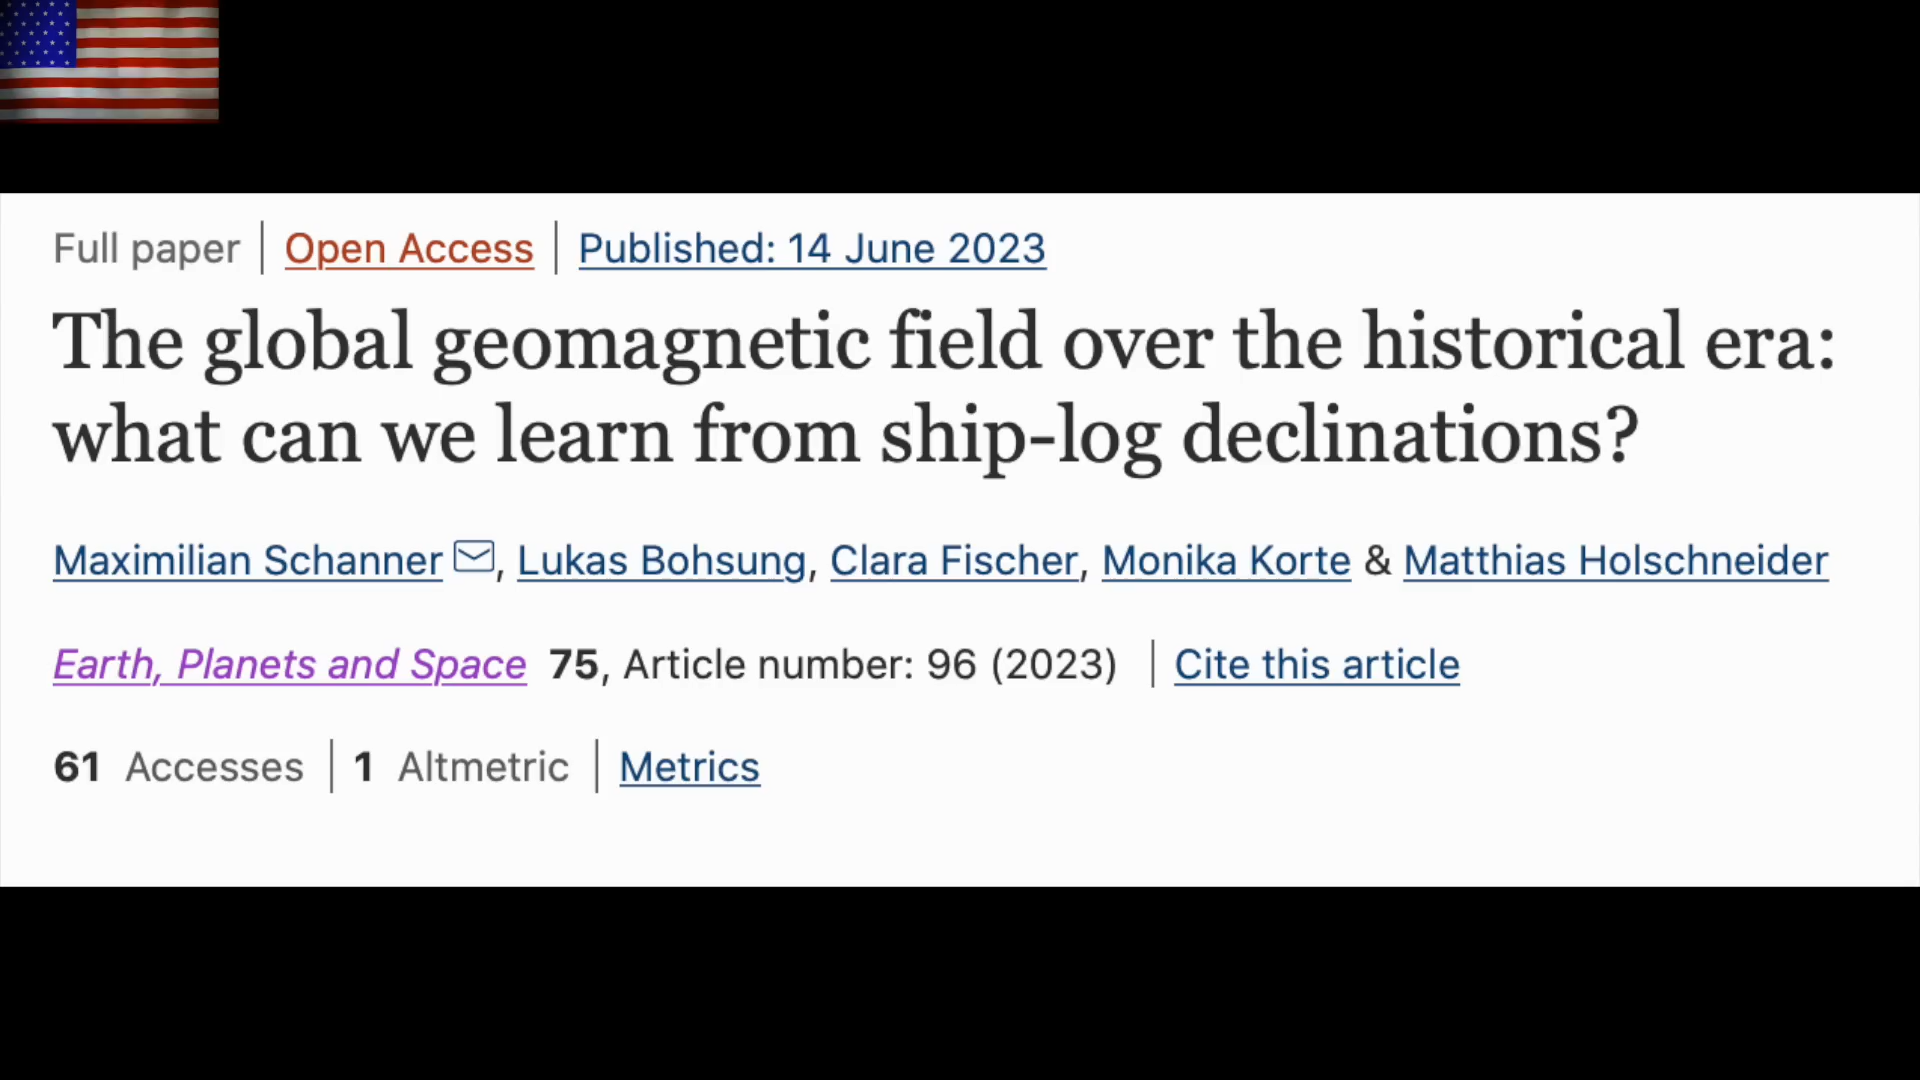 Full paper | Open Access | Published: 14 June 2023
The global geomagnetic field over the historical era:
what can we learn from ship-log declinations?
Maximilian Schanner, Lukas Bohsung, Clara Fischer, Monika Korte & Matthias Holschneider
Earth, Planets and Space 75, Article number: 96 (2023) | Cite this article
61 Accesses | 1 Altmetric | Metrics